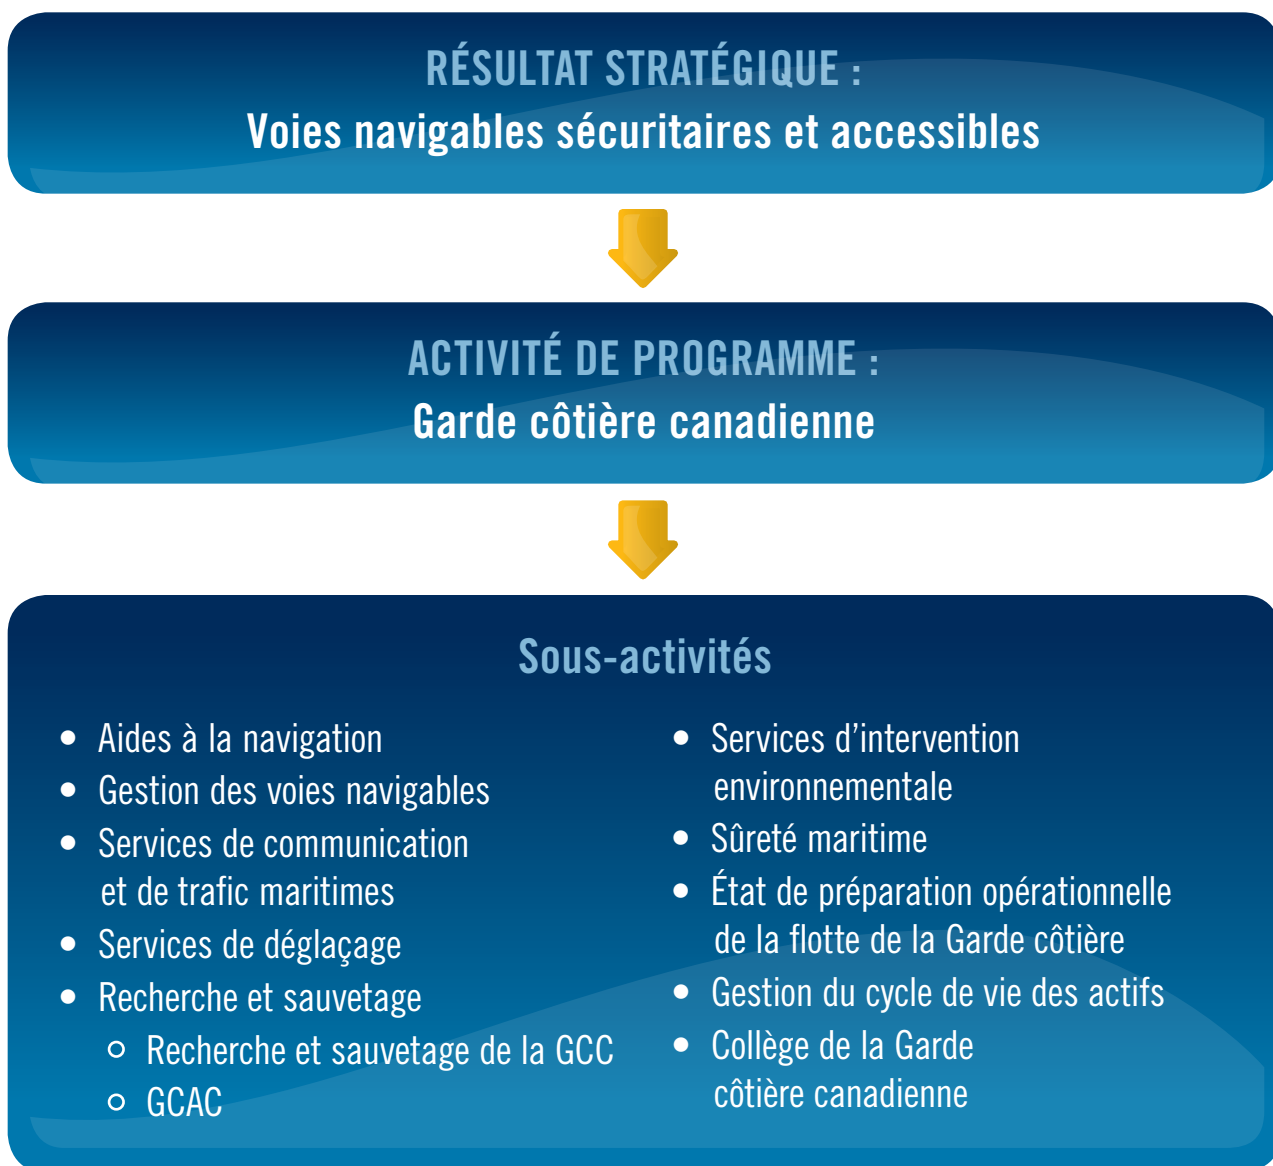 RÉSULTAT STRATÉGIQUE :
Voies navigables sécuritaires et accessibles
ACTIVITÉ DE PROGRAMME :
Garde côtière canadienne
Sous-activités
• Aides à la navigation
• Gestion des voies navigables
• Services de communication
et de trafic maritimes
• Services de déglaçage
• Recherche et sauvetage
○ Recherche et sauvetage de la GCC
○ GCAC
• Services d'intervention
environnementale
• Sûreté maritime
• État de préparation opérationnelle
de la flotte de la Garde côtière
• Gestion du cycle de vie des actifs
• Collège de la Garde
côtière canadienne